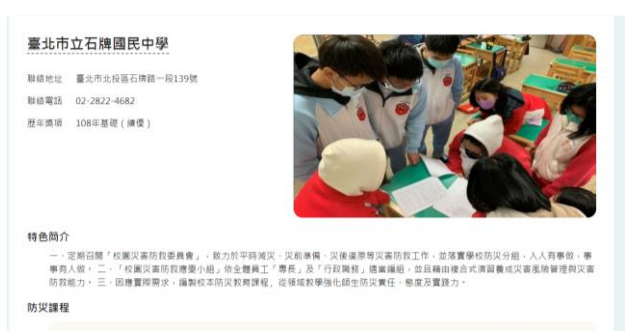 臺北市立石牌國民中學
聯絡地址 臺北市北投區石牌路一段139號
聯絡電話 02-2822-4682
歷年獎項 108年基礎(績優)
特色簡介
一、定期召開「校園災害防救委員會」，致力於平時減災、災前準備、災後復原等災害防救工作，並落實學校防災分組，人人有事做，事
事有人做。二、「校園災害防救應變小組」依全體員工「專長」及「行政職務」適當編組，並且藉由複合式演習養成災害風險管理與災害
防救能力。三、因應實際需求，編製校本防災教育課程，從領域教學強化師生防災責任、態度及實踐力。
防災課程